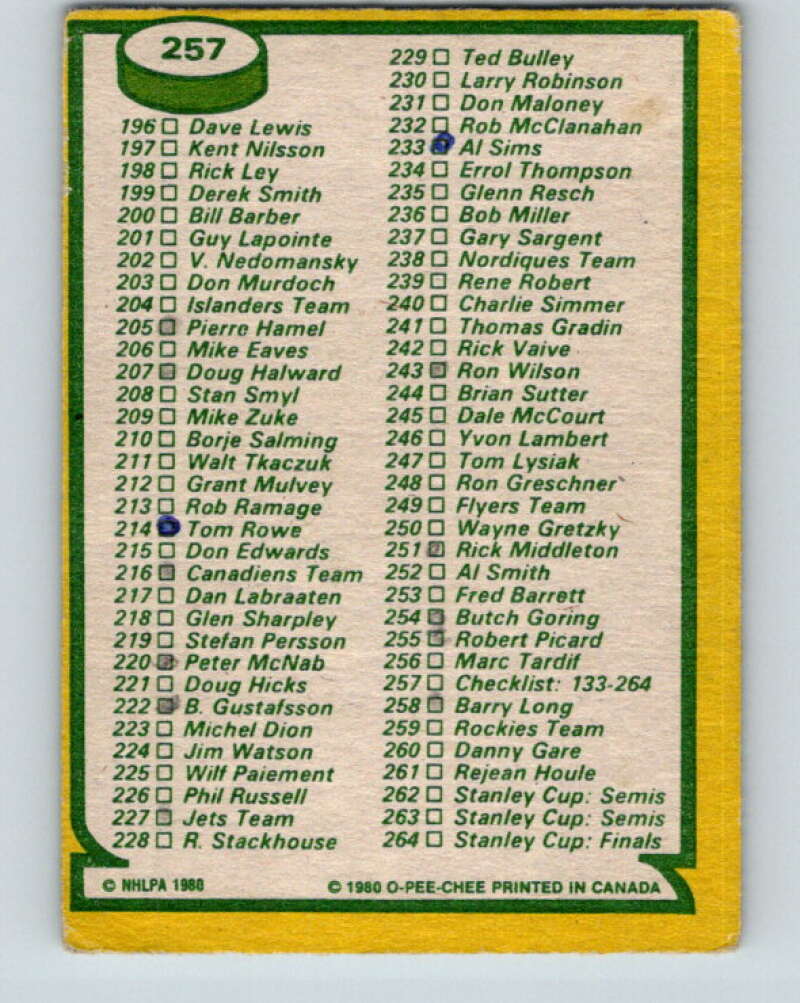 257
196 □ Dave Lewis
197 □ Kent Nilsson
198 □ Rick Ley
199 □ Derek Smith
200 □ Bill Barber
201 □ Guy Lapointe
202 □ V. Nedomansky
203 □ Don Murdoch
204 □ Islanders Team
205 □ Pierre Hamel
206 □ Mike Eaves
207 □ Doug Halward
208 □ Stan Smyl
209 □ Mike Zuke
210 □ Borje Salming
211 □ Walt Tkaczuk
212 □ Grant Mulvey
213 □ Rob Ramage
214 □ Tom Rowe
215 □ Don Edwards
216 □ Canadiens Team
217 □ Dan Labraaten
218 □ Glen Sharpley
219 □ Stefan Persson
220 □ Peter McNab
221 □ Doug Hicks
222 □ B. Gustafsson
223 □ Michel Dion
224 □ Jim Watson
225 □ Wilf Paiement
226 □ Phil Russell
227 □ Jets Team
228 □ R. Stackhouse
229 □ Ted Bulley
230 □ Larry Robinson
231 □ Don Maloney
232 □ Rob McClanahan
233 □ Al Sims
234 □ Errol Thompson
235 □ Glenn Resch
236 □ Bob Miller
237 □ Gary Sargent
238 □ Nordiques Team
239 □ Rene Robert
240 □ Charlie Simmer
241 □ Thomas Gradin
242 □ Rick Vaive
243 □ Ron Wilson
244 □ Brian Sutter
245 □ Dale McCourt
246 □ Yvon Lambert
247 □ Tom Lysiak
248 □ Ron Greschner
249 □ Flyers Team
250 □ Wayne Gretzky
251 □ Rick Middleton
252 □ Al Smith
253 □ Fred Barrett
254 □ Butch Goring
255 □ Robert Picard
256 □ Marc Tardif
257 □ Checklist: 133-264
258 □ Barry Long
259 □ Rockies Team
260 □ Danny Gare
261 □ Rejean Houle
262 □ Stanley Cup: Semis
263 □ Stanley Cup: Semis
264 □ Stanley Cup: Finals
© NHLPA 1980
© 1980 O-PEE-CHEE PRINTED IN CANADA